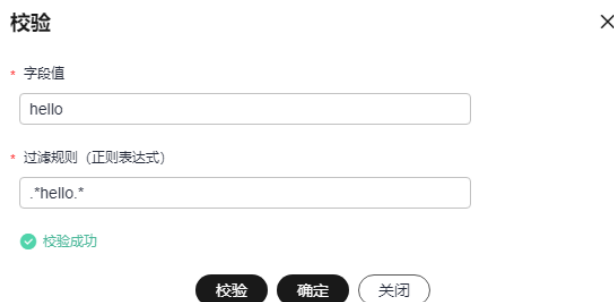 校验
* 字段值
hello
* 过滤规则（正则表达式）
.*hello.*
校验成功
校验 确定 关闭